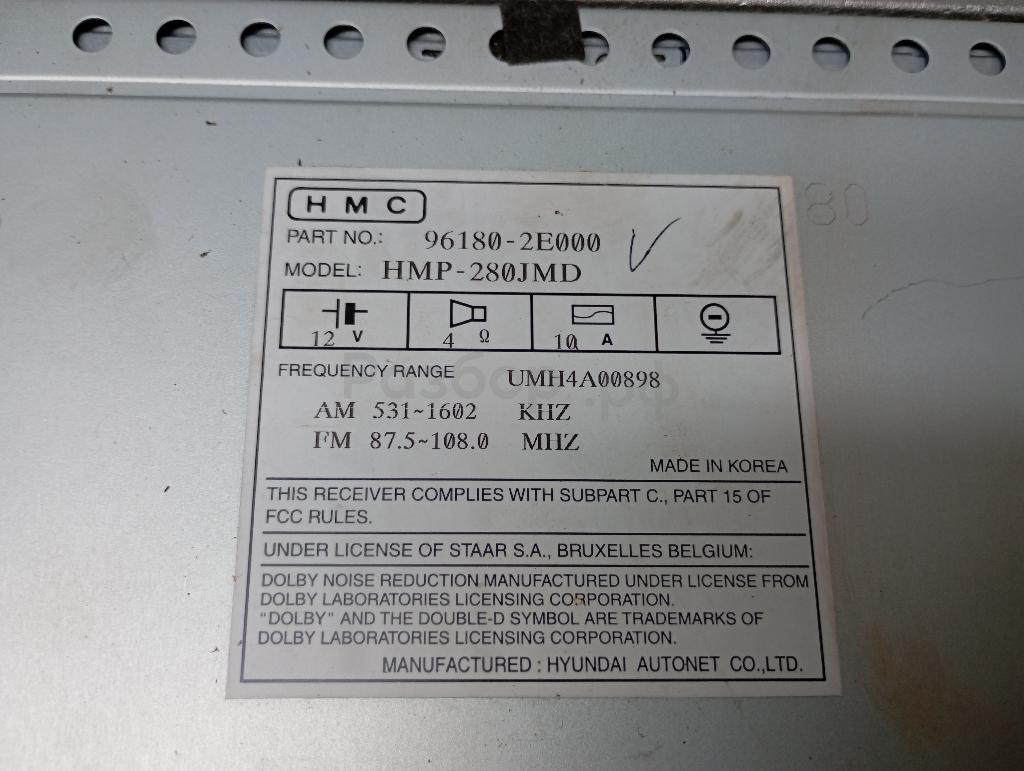 80
HMC
PART NO.: 96180-2E000
MODEL: HMP-280JMD
12 V 4 Ω 10 A
FREQUENCY RANGE UMH4A00898
Разбор.рф
AM 531~1602 KHZ
FM 87.5~108.0 MHZ
MADE IN KOREA
THIS RECEIVER COMPLIES WITH SUBPART C., PART 15 OF
FCC RULES.
UNDER LICENSE OF STAAR S.A., BRUXELLES BELGIUM:
DOLBY NOISE REDUCTION MANUFACTURED UNDER LICENSE FROM
DOLBY LABORATORIES LICENSING CORPORATION.
"DOLBY" AND THE DOUBLE-D SYMBOL ARE TRADEMARKS OF
DOLBY LABORATORIES LICENSING CORPORATION.
MANUFACTURED : HYUNDAI AUTONET CO.,LTD.